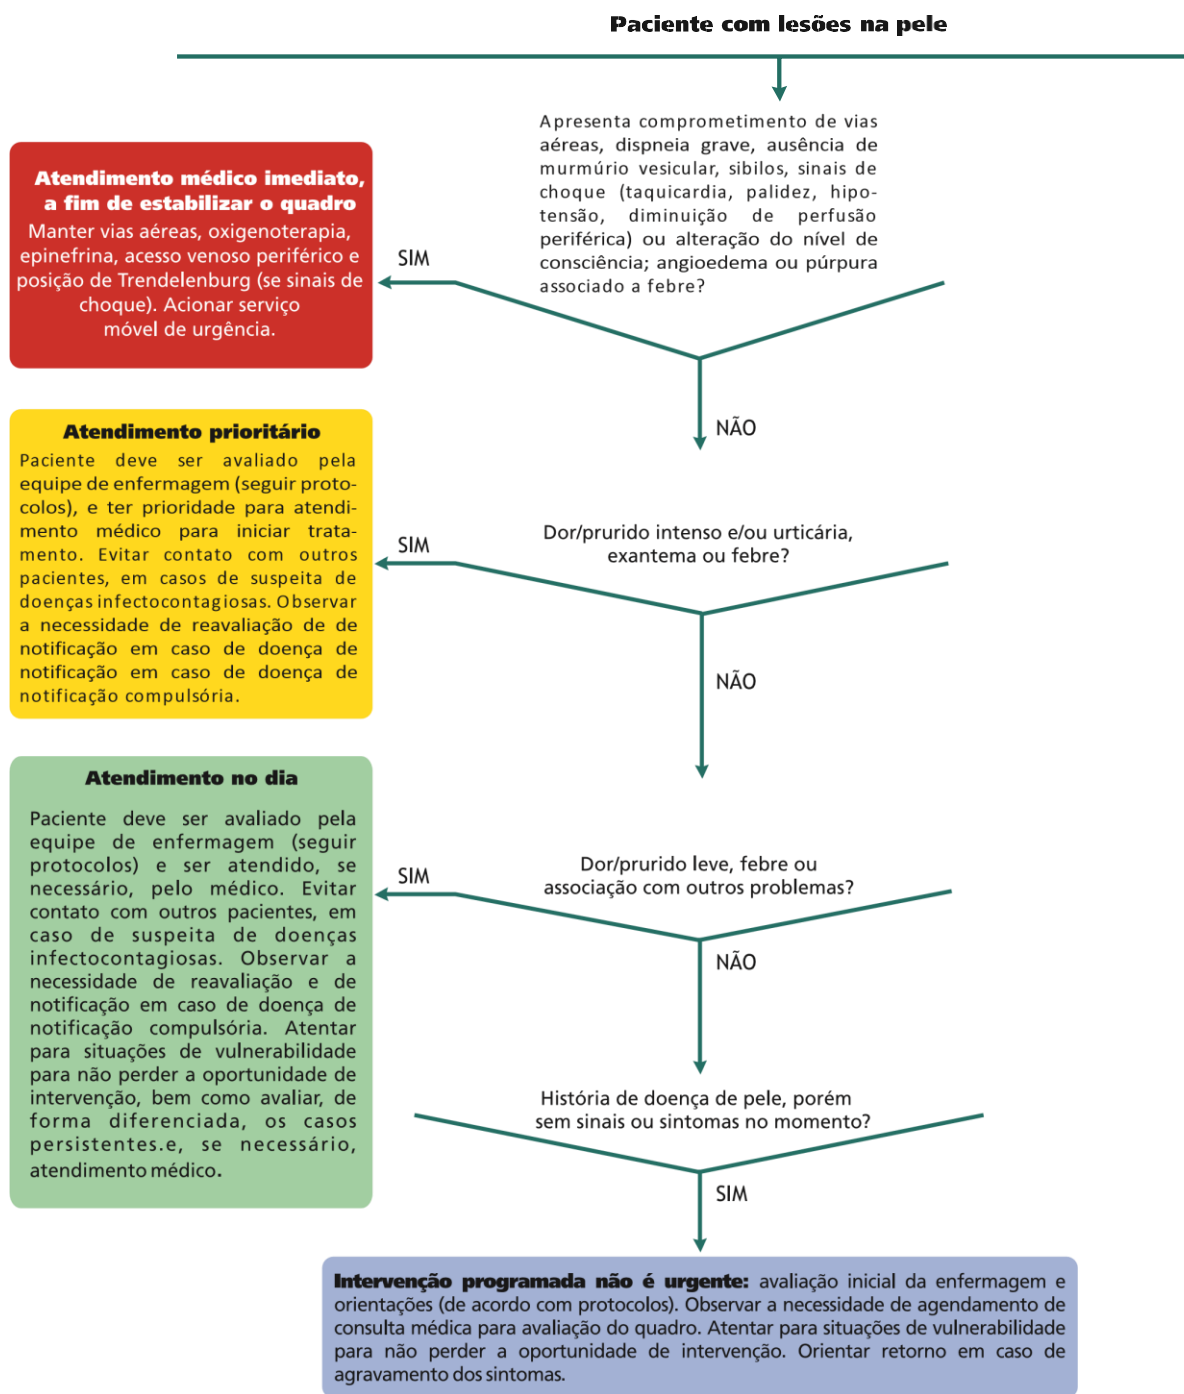 Paciente com lesões na pele
Apresenta comprometimento de vias
aéreas, dispneia grave, ausência de
murmúrio vesicular, sibilos, sinais de
choque (taquicardia, palidez, hipo-
tensão, diminuição de perfusão
periférica) ou alteração do nível de
consciência; angioedema ou púrpura
associado a febre?
SIM
Atendimento médico imediato,
a fim de estabilizar o quadro
Manter vias aéreas, oxigenoterapia,
epinefrina, acesso venoso periférico e
posição de Trendelenburg (se sinais de
choque). Acionar serviço
móvel de urgência.
NÃO
Dor/prurido intenso e/ou urticária,
exantema ou febre?
SIM
Atendimento prioritário
Paciente deve ser avaliado pela
equipe de enfermagem (seguir proto-
colos), e ter prioridade para atendi-
mento médico para iniciar trata-
mento. Evitar contato com outros
pacientes, em casos de suspeita de
doenças infectocontagiosas. Observar
a necessidade de reavaliação de de
notificação em caso de doença de
notificação em caso de doença de
notificação compulsória.
NÃO
Dor/prurido leve, febre ou
associação com outros problemas?
SIM
Atendimento no dia
Paciente deve ser avaliado pela
equipe de enfermagem (seguir
protocolos) e ser atendido, se
necessário, pelo médico. Evitar
contato com outros pacientes, em
caso de suspeita de doenças
infectocontagiosas. Observar a
necessidade de reavaliação e de
notificação em caso de doença de
notificação compulsória. Atentar
para situações de vulnerabilidade
para não perder a oportunidade de
intervenção, bem como avaliar, de
forma diferenciada, os casos
persistentes.e, se necessário,
atendimento médico.
NÃO
História de doença de pele, porém
sem sinais ou sintomas no momento?
SIM
Intervenção programada não é urgente: avaliação inicial da enfermagem e
orientações (de acordo com protocolos). Observar a necessidade de agendamento de
consulta médica para avaliação do quadro. Atentar para situações de vulnerabilidade
para não perder a oportunidade de intervenção. Orientar retorno em caso de
agravamento dos sintomas.